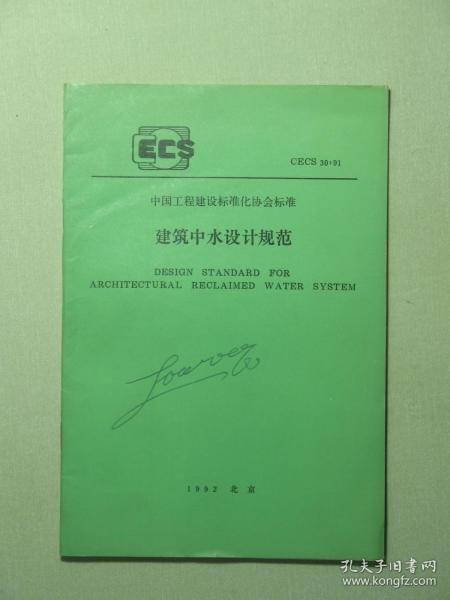 ECS
CECS 30:91
中国工程建设标准化协会标准
建筑中水设计规范
DESIGN STANDARD FOR
ARCHITECTURAL RECLAIMED WATER SYSTEM
1992 北京
孔夫子旧书网
www.kongfz.com